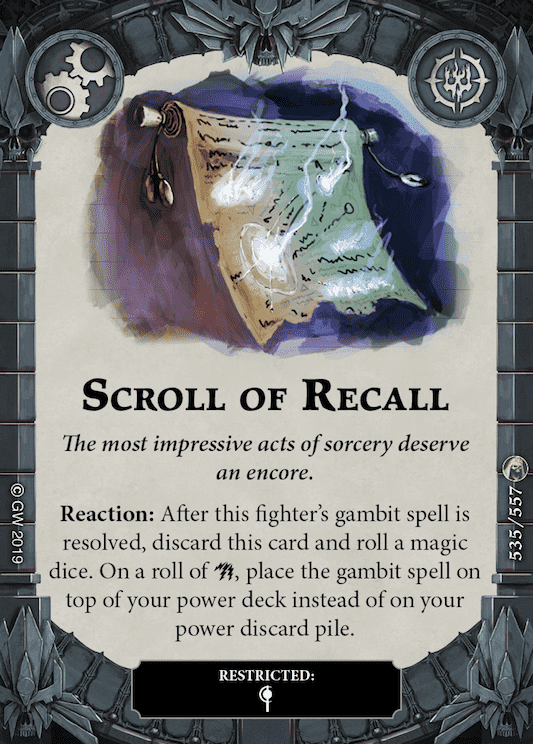 SCROLL OF RECALL
The most impressive acts of sorcery deserve
an encore.
Reaction: After this fighter's gambit spell is
resolved, discard this card and roll a magic
dice. On a roll of , place the gambit spell on
top of your power deck instead of on your
power discard pile.
RESTRICTED:
© GW 2019
535/557